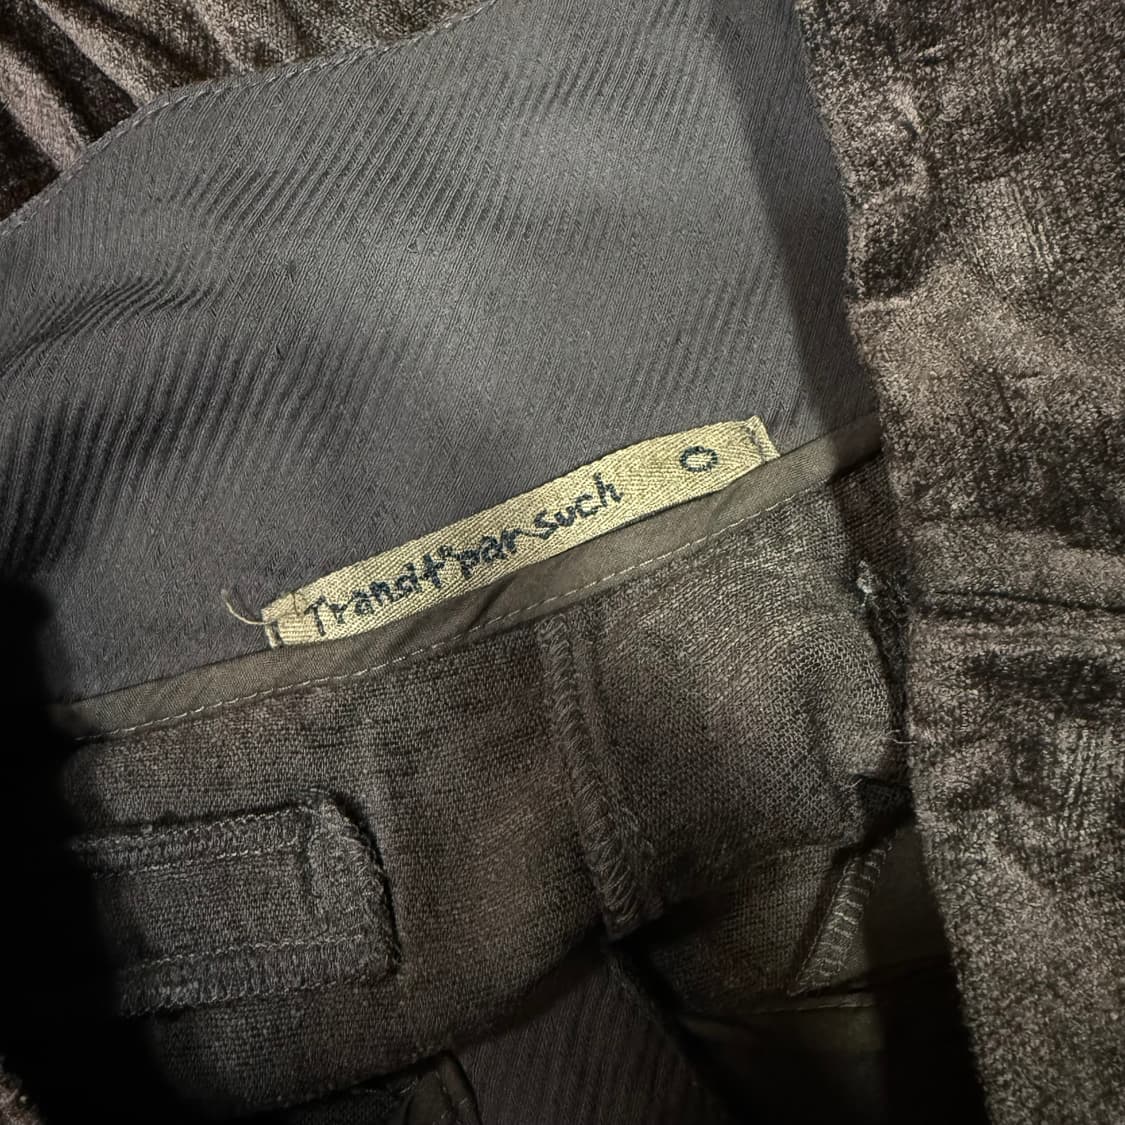 Transit "par such O